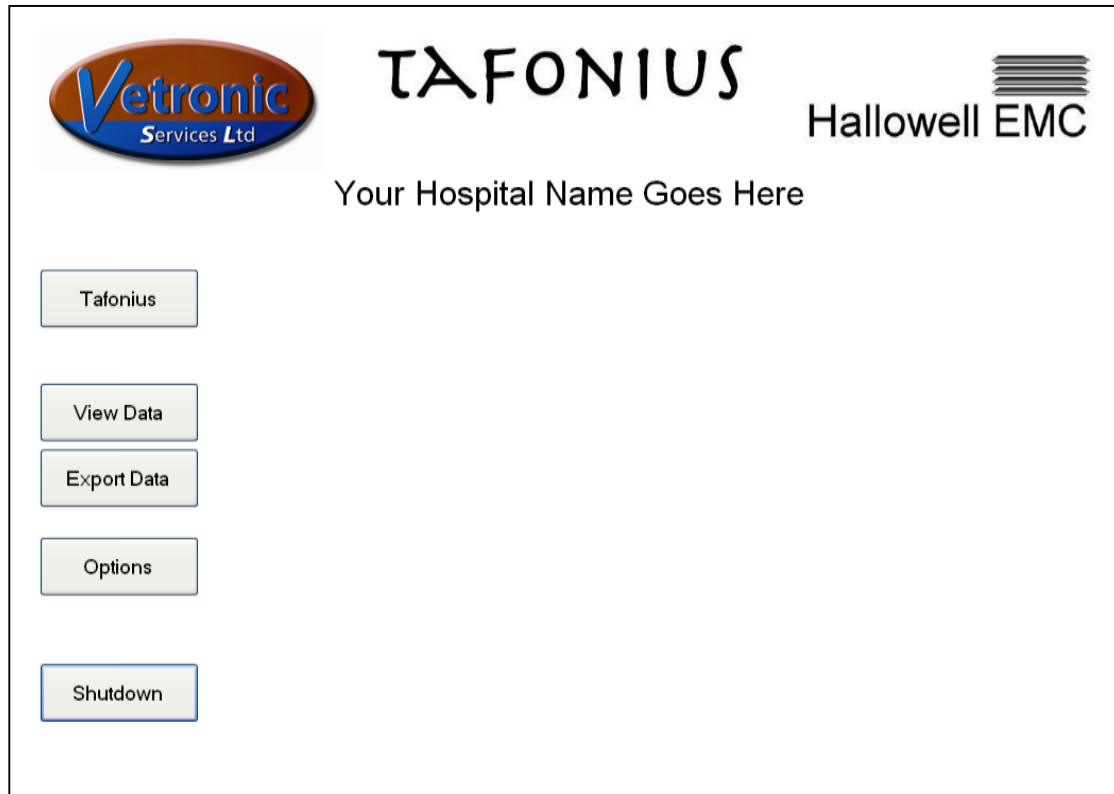 Vetronic
Services Ltd
TAFONIUS
Hallowell EMC
Your Hospital Name Goes Here
Tafonius
View Data
Export Data
Options
Shutdown